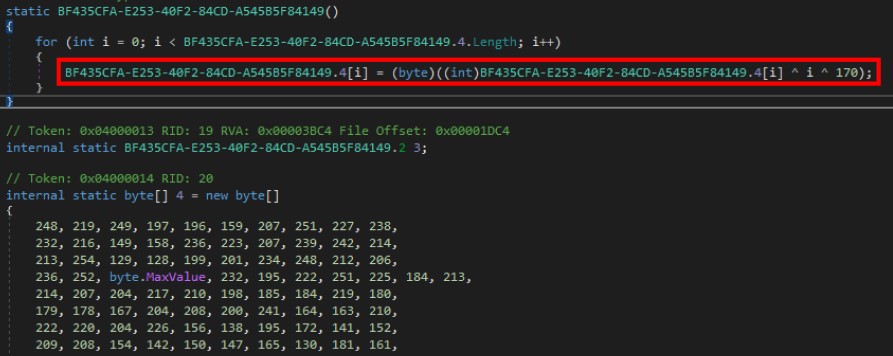 static BF435CFA-E253-40F2-84CD-A545B5F84149()
{
for (int i = 0; i < BF435CFA-E253-40F2-84CD-A545B5F84149.4.Length; i++)
{
BF435CFA-E253-40F2-84CD-A545B5F84149.4[i] = (byte)((int)BF435CFA-E253-40F2-84CD-A545B5F84149.4[i] ^ i ^ 170);
}
}
// Token: 0x04000013 RID: 19 RVA: 0x00003BC4 File Offset: 0x00001DC4
internal static BF435CFA-E253-40F2-84CD-A545B5F84149.2 3;
// Token: 0x04000014 RID: 20
internal static byte[] 4 = new byte[]
{
248, 219, 249, 197, 196, 159, 207, 251, 227, 238,
232, 216, 149, 158, 236, 223, 207, 239, 242, 214,
213, 254, 129, 128, 199, 201, 234, 248, 212, 206,
236, 252, byte.MaxValue, 232, 195, 222, 251, 225, 184, 213,
214, 207, 204, 217, 210, 198, 185, 184, 219, 180,
179, 178, 167, 204, 208, 200, 241, 164, 163, 210,
222, 220, 204, 226, 156, 138, 195, 172, 141, 152,
209, 208, 154, 142, 150, 147, 165, 130, 181, 161,